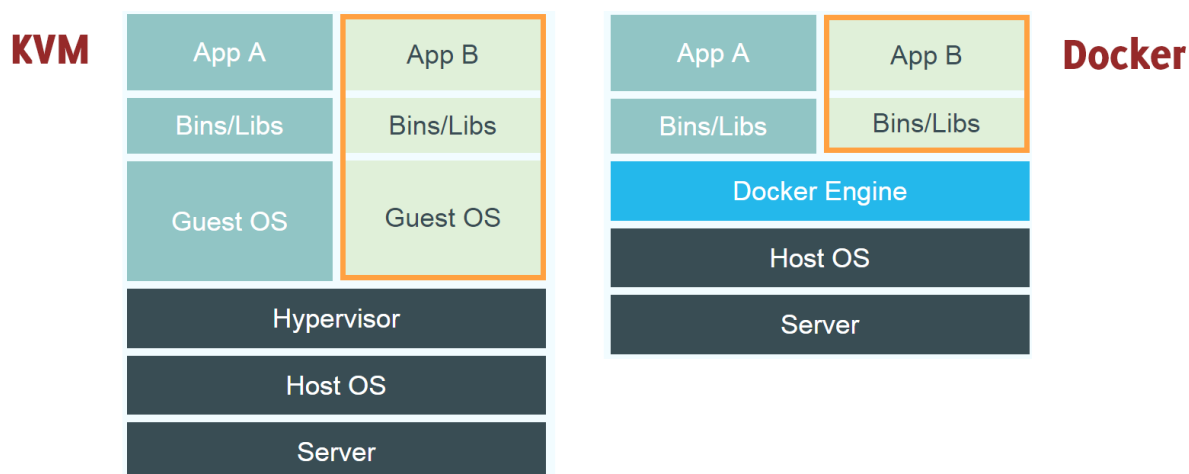 KVM
App A
App B
Bins/Libs
Bins/Libs
Guest OS
Guest OS
Hypervisor
Host OS
Server
App A
App B
Docker
Bins/Libs
Bins/Libs
Docker Engine
Host OS
Server